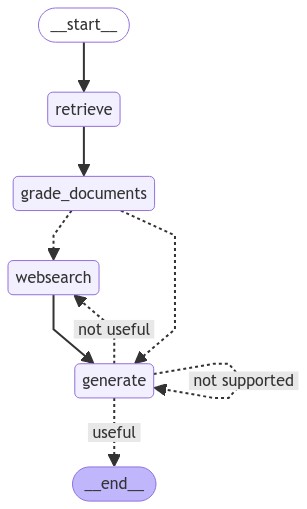 __start__
retrieve
grade_documents
websearch
not useful
generate
not supported
useful
__end__